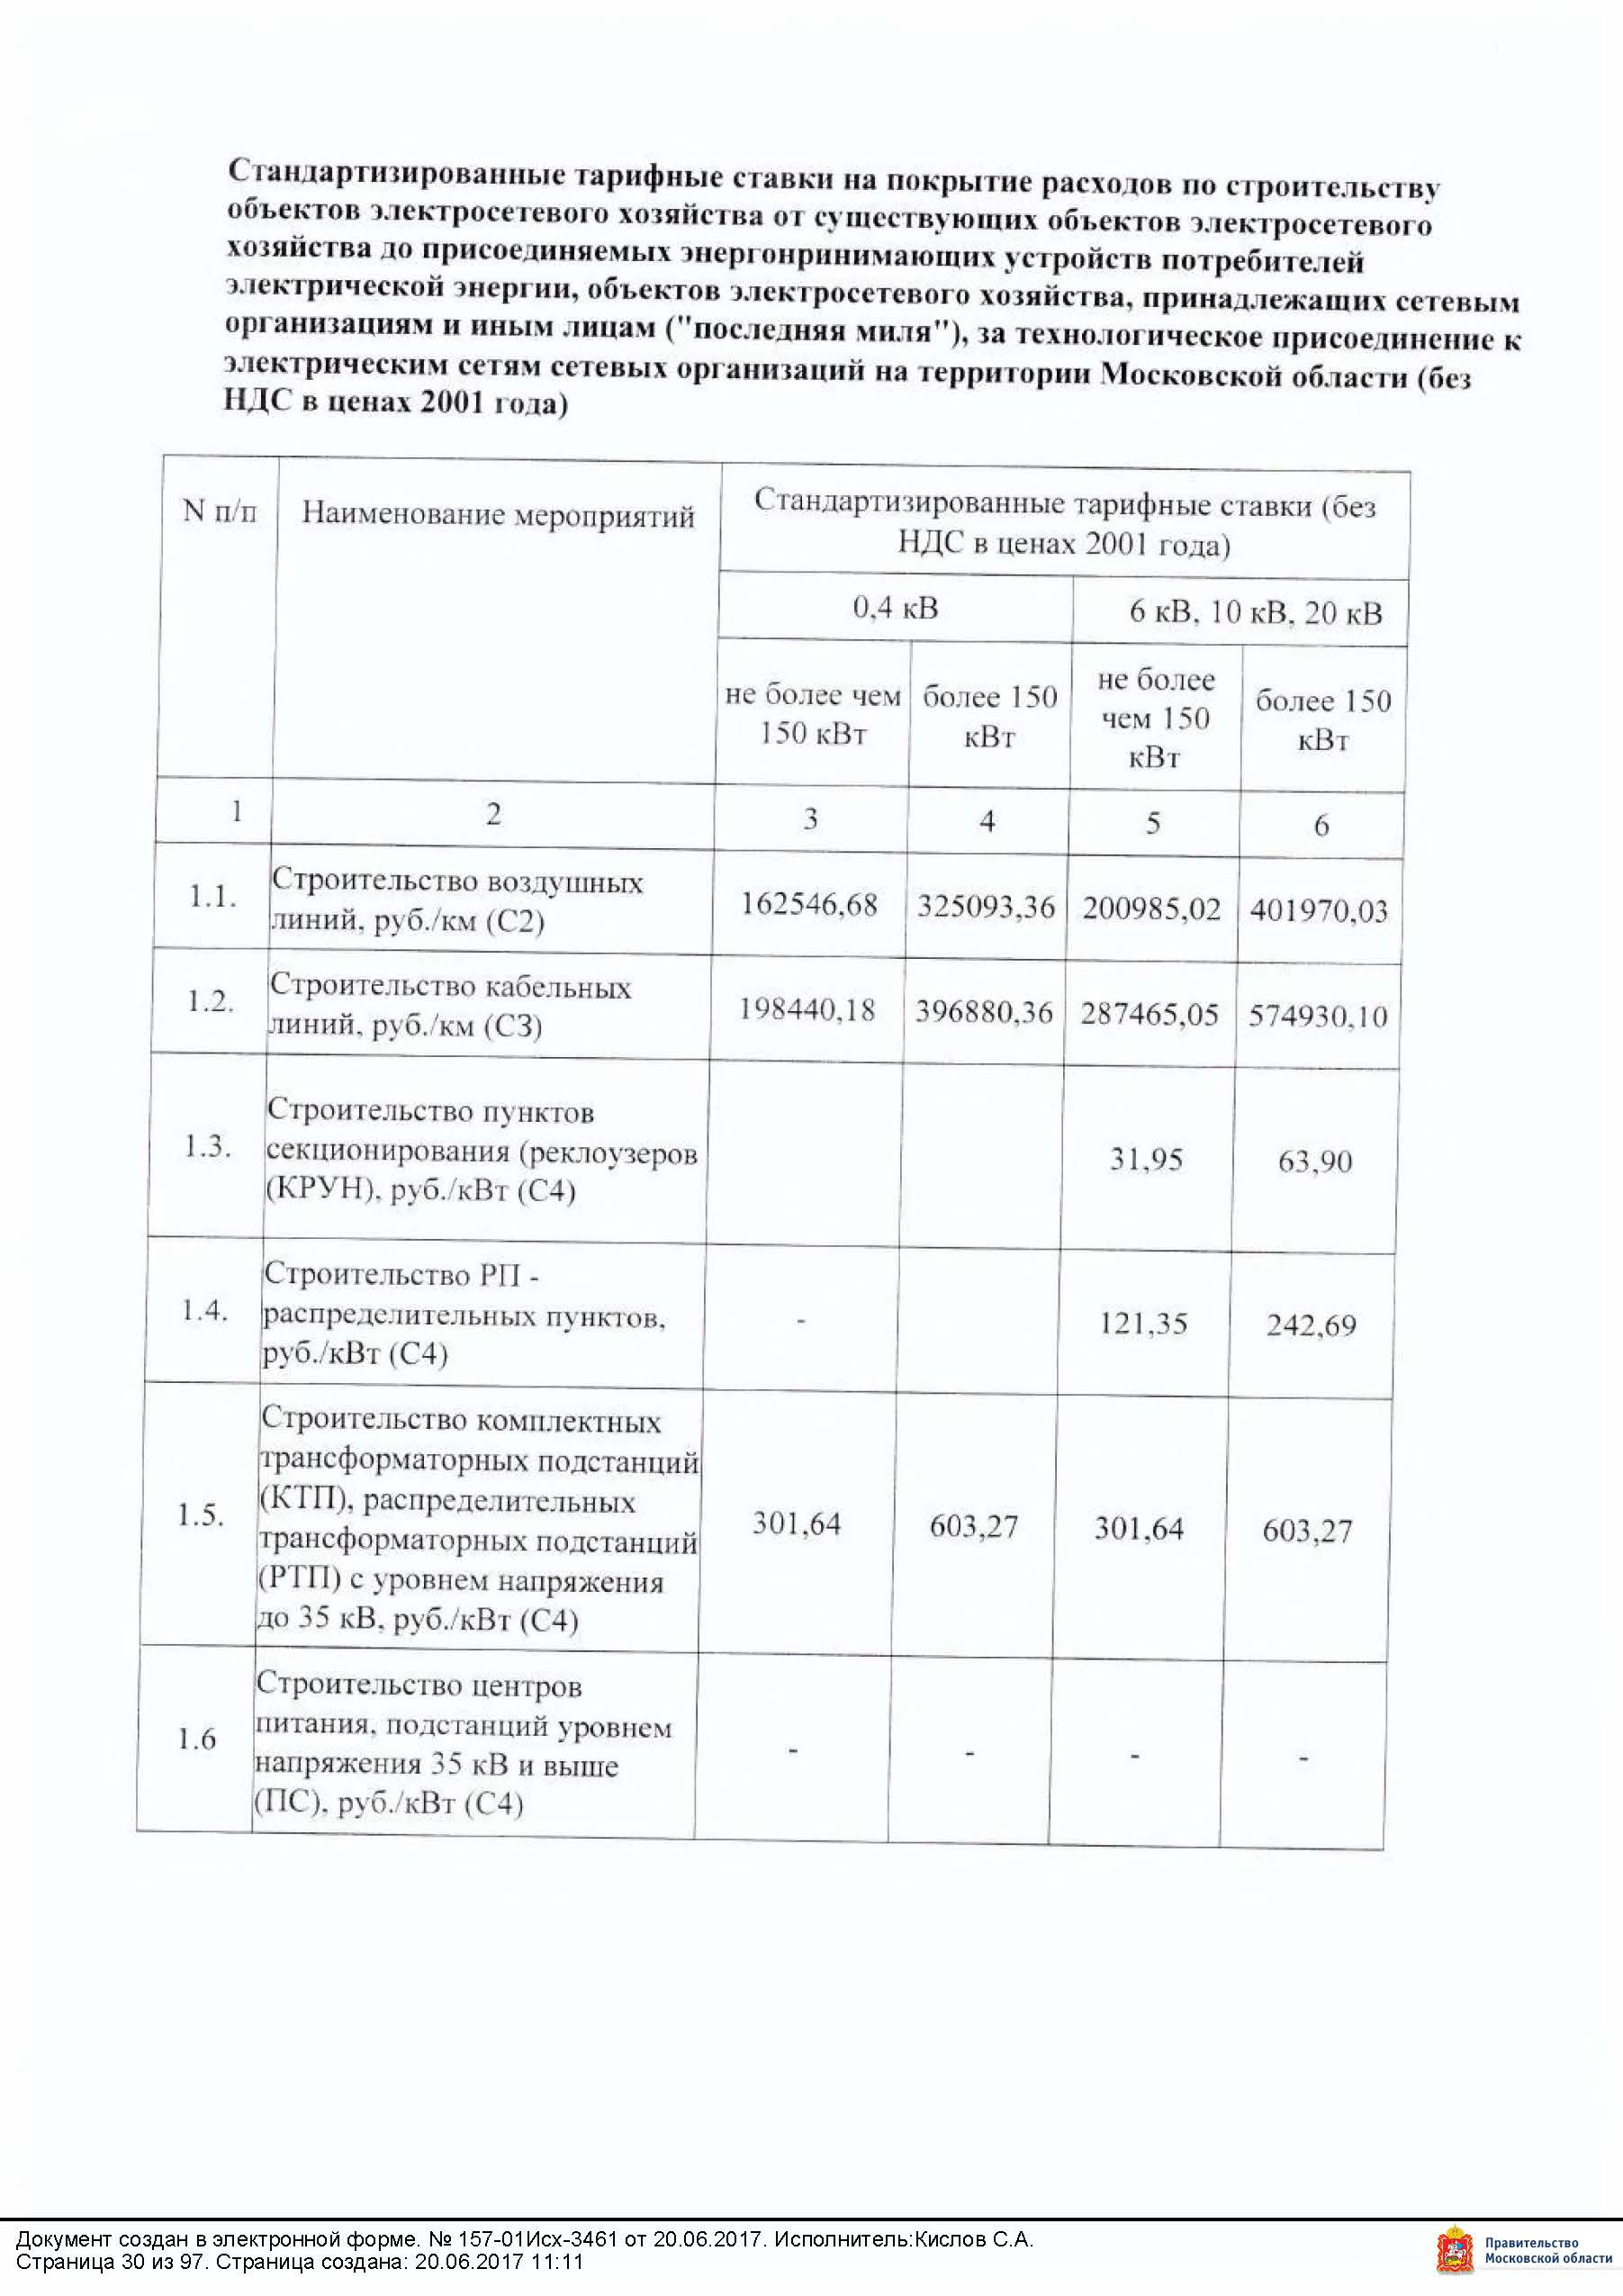 Стандартизированные тарифные ставки на покрытие расходов по строительству
объектов электросетевого хозяйства от существующих объектов электросетевого
хозяйства до присоединяемых энергопринимающих устройств потребителей
электрической энергии, объектов электросетевого хозяйства, принадлежащих сетевым
организациям и иным лицам ("последняя миля"), за технологическое присоединение к
электрическим сетям сетевых организаций на территории Московской области (без
НДС в ценах 2001 года)
N п/п
Наименование мероприятий
Стандартизированные тарифные ставки (без
НДС в ценах 2001 года)
0,4 кВ
6 кВ, 10 кВ, 20 кВ
не более чем
150 кВт
более 150
кВт
не более
чем 150
кВт
более 150
кВт
1
2
3
4
5
6
1.1.
Строительство воздушных
линий, руб./км (С2)
162546,68
325093,36
200985,02
401970,03
1.2.
Строительство кабельных
линий, руб./км (С3)
198440,18
396880,36
287465,05
574930,10
1.3.
Строительство пунктов
секционирования (реклоузеров
(КРУН), руб./кВт (С4)
31,95
63,90
1.4.
Строительство РП -
распределительных пунктов,
руб./кВт (С4)
-
121,35
242,69
1.5.
Строительство комплектных
трансформаторных подстанций
(КТП), распределительных
трансформаторных подстанций
(РТП) с уровнем напряжения
до 35 кВ, руб./кВт (С4)
301,64
603,27
301,64
603,27
1.6
Строительство центров
питания, подстанций уровнем
напряжения 35 кВ и выше
(ПС), руб./кВт (С4)
-
-
-
-
Документ создан в электронной форме. № 157-01Исх-3461 от 20.06.2017. Исполнитель:Кислов С.А.
Страница 30 из 97. Страница создана: 20.06.2017 11:11
Правительство
Московской области